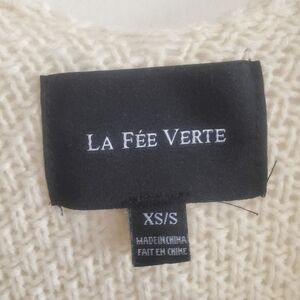 LA FÉE VERTE
XS/S
MADE IN CHINA
FAIT EN CHINE